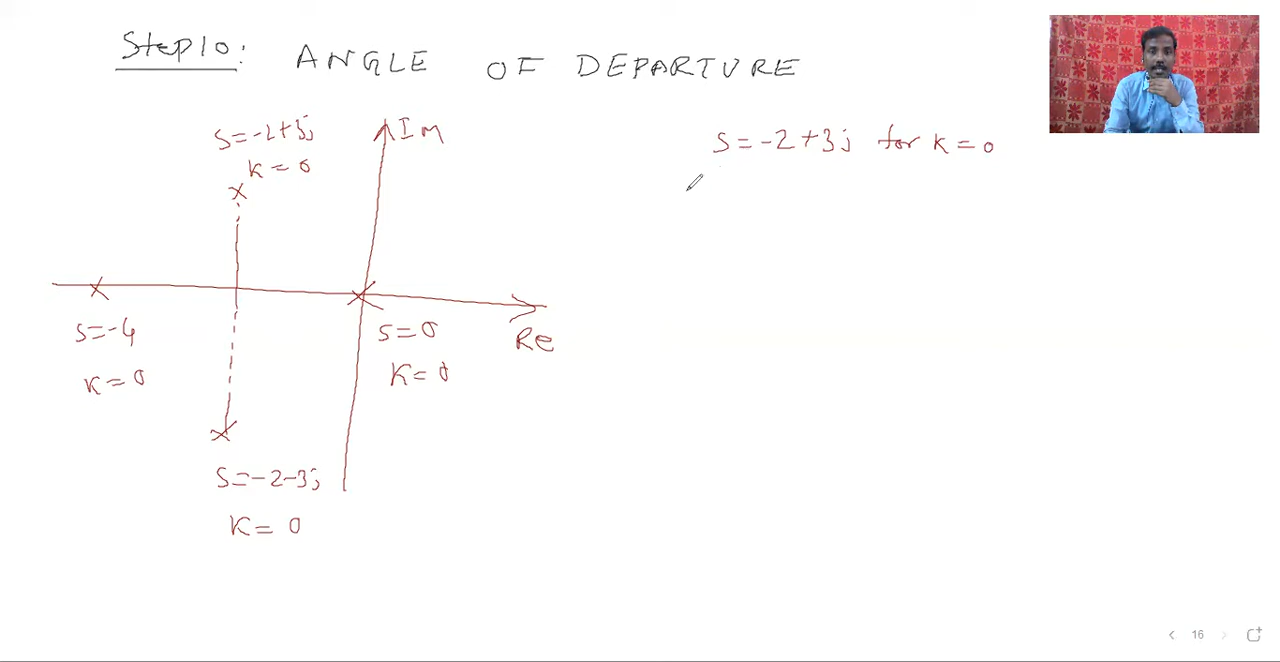 Step10: ANGLE OF DEPARTURE
S=-2+3j
K=0
Im
S=-2+3j for K=0
S=-4
K=0
S=0
K=0
Re
S=-2-3j
K=0
16